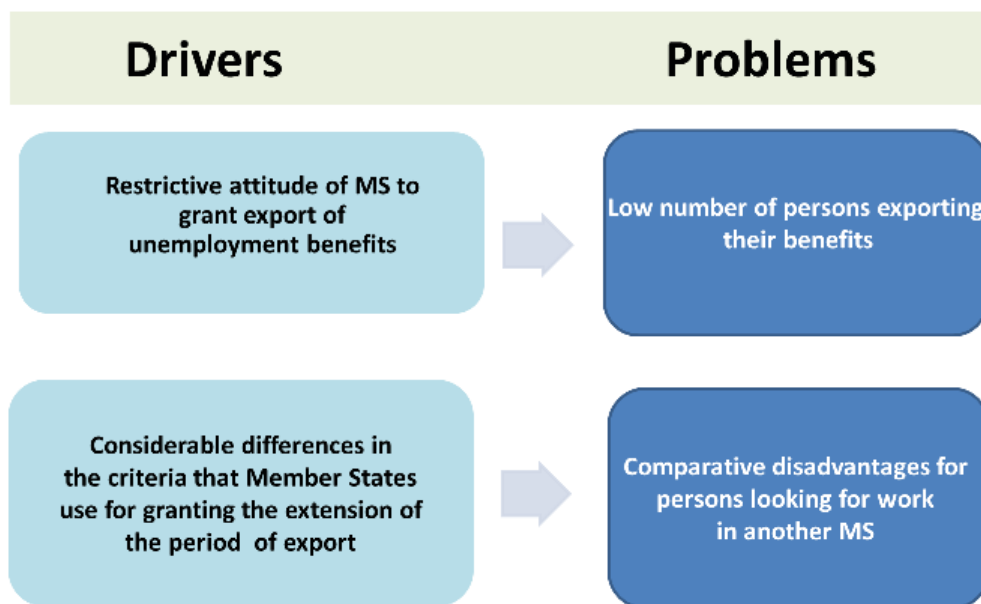 Drivers
Problems
Restrictive attitude of MS to
grant export of
unemployment benefits
Low number of persons exporting
their benefits
Considerable differences in
the criteria that Member States
use for granting the extension of
the period of export
Comparative disadvantages for
persons looking for work
in another MS